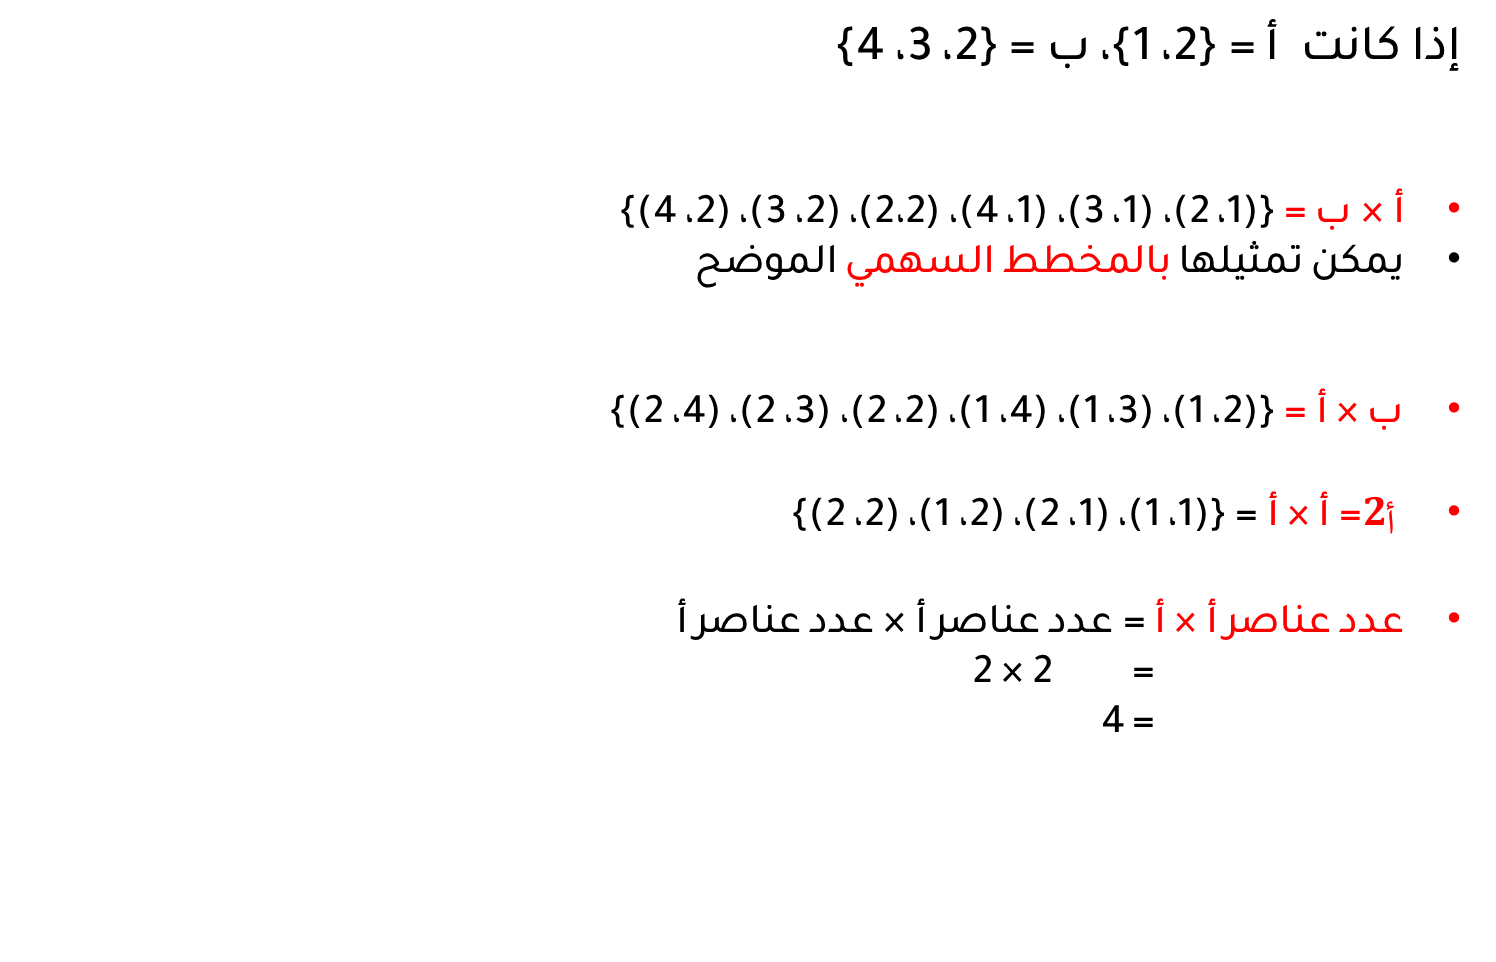 إذا كانت أ = {2، 1}، ب = {2، 3، 4}
• أ × ب = {(1، 2)، (1، 3)، (1، 4)، (2،2)، (2، 3)، (2، 4)}
• يمكن تمثيلها بالمخطط السهمي الموضح
• ب × أ = {(2، 1)، (3، 1)، (4، 1)، (2، 2)، (3، 2)، (4، 2)}
• أ2= أ × أ = {(1،1)، (1، 2)، (2، 1)، (2، 2)}
• عدد عناصر أ × أ = عدد عناصر أ × عدد عناصر أ
= 2 × 2
= 4